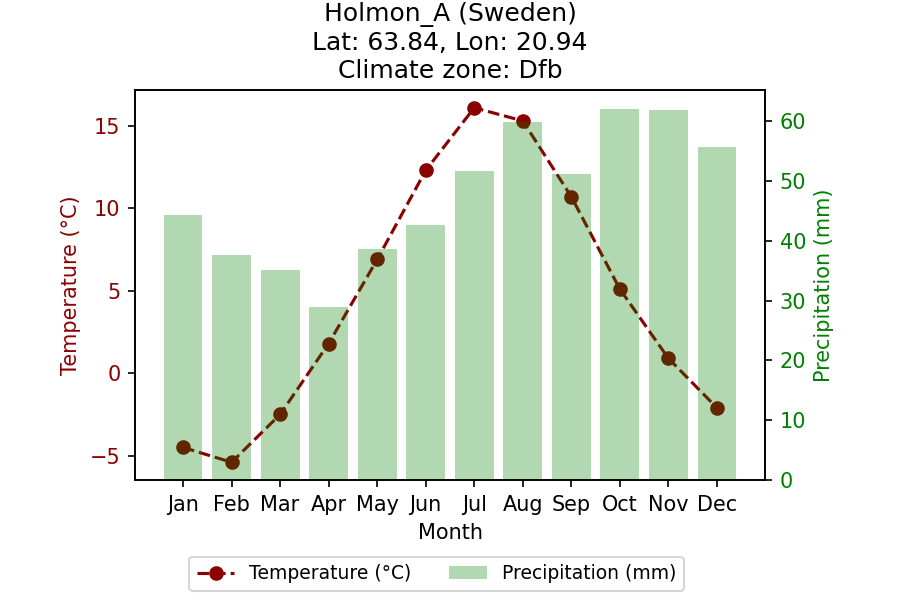 Holmon_A (Sweden)
Lat: 63.84, Lon: 20.94
Climate zone: Dfb
Temperature (°C)
15
10
5
0
−5
Precipitation (mm)
60
50
40
30
20
10
0
Jan Feb Mar Apr May Jun Jul Aug Sep Oct Nov Dec
Month
Temperature (°C) Precipitation (mm)